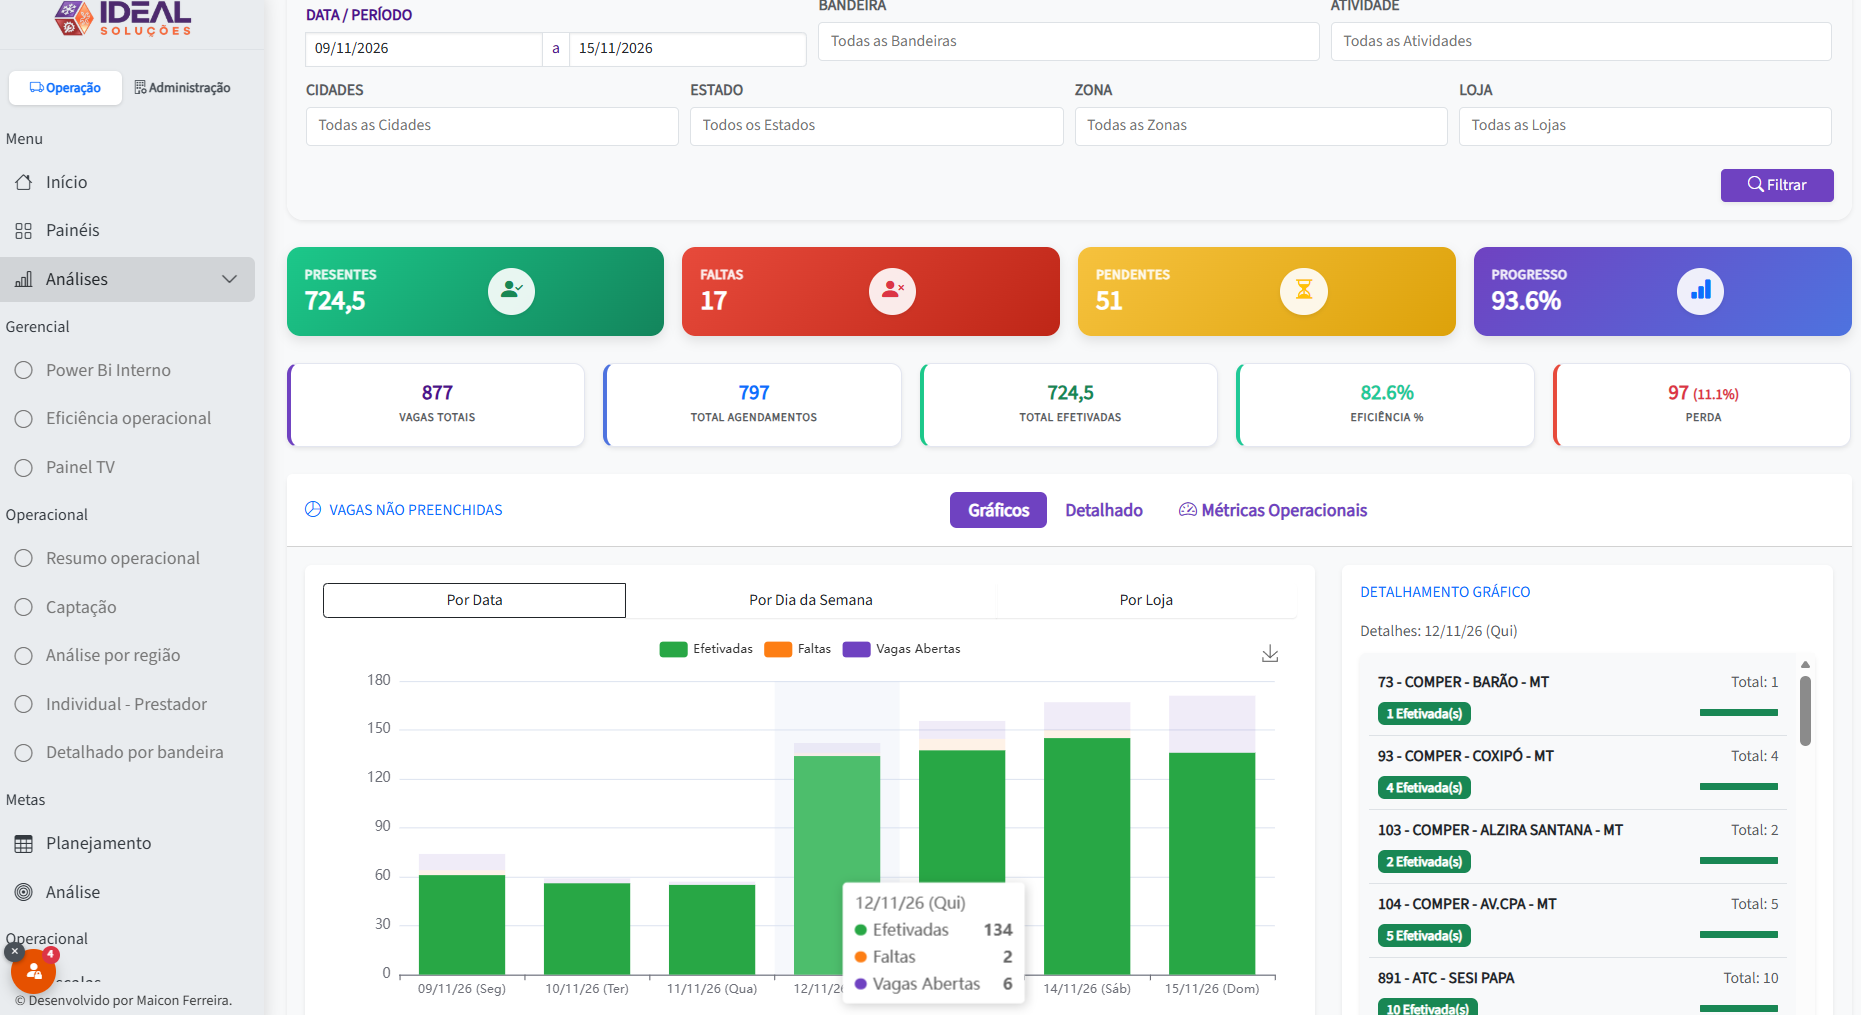 IDEAL
SOLUÇÕES
Operação
Administração
Menu
Início
Painéis
Análises
Gerencial
Power Bi Interno
Eficiência operacional
Painel TV
Operacional
Resumo operacional
Captação
Análise por região
Individual - Prestador
Detalhado por bandeira
Metas
Planejamento
Análise
Operacional
4
© Desenvolvido por Maicon Ferreira.
DATA / PERÍODO
BANDEIRA
ATIVIDADE
09/11/2026 a 15/11/2026
Todas as Bandeiras
Todas as Atividades
CIDADES
ESTADO
ZONA
LOJA
Todas as Cidades
Todos os Estados
Todas as Zonas
Todas as Lojas
Filtrar
PRESENTES
724,5
FALTAS
17
PENDENTES
51
PROGRESSO
93.6%
877
VAGAS TOTAIS
797
TOTAL AGENDAMENTOS
724,5
TOTAL EFETIVADAS
82.6%
EFICIÊNCIA %
97 (11.1%)
PERDA
VAGAS NÃO PREENCHIDAS
Gráficos
Detalhado
Métricas Operacionais
Por Data
Por Dia da Semana
Por Loja
Efetivadas
Faltas
Vagas Abertas
180
150
120
90
60
30
0
09/11/26 (Seg)
10/11/26 (Ter)
11/11/26 (Qua)
12/11/2
14/11/26 (Sáb)
15/11/26 (Dom)
12/11/26 (Qui)
Efetivadas 134
Faltas 2
Vagas Abertas 6
DETALHAMENTO GRÁFICO
Detalhes: 12/11/26 (Qui)
73 - COMPER - BARÃO - MT
Total: 1
1 Efetivada(s)
93 - COMPER - COXIPÓ - MT
Total: 4
4 Efetivada(s)
103 - COMPER - ALZIRA SANTANA - MT
Total: 2
2 Efetivada(s)
104 - COMPER - AV.CPA - MT
Total: 5
5 Efetivada(s)
891 - ATC - SESI PAPA
Total: 10
10 Efetivada(s)